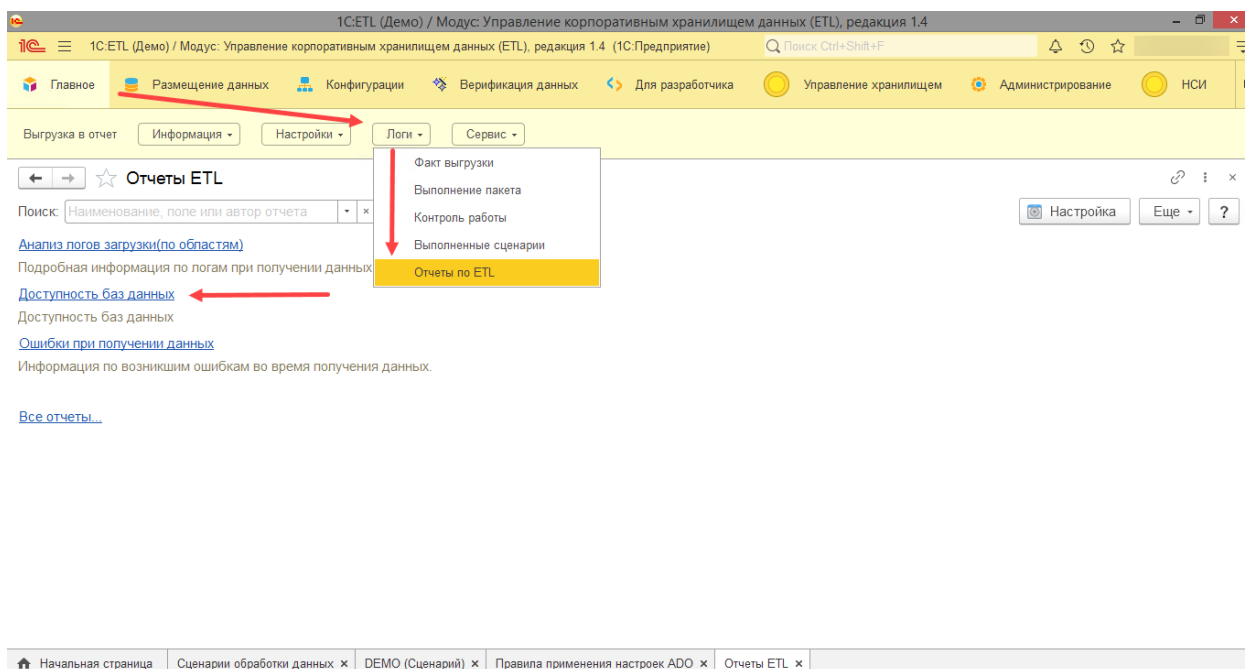 1С:ETL (Демо) / Модус: Управление корпоративным хранилищем данных (ETL), редакция 1.4
1С:ETL (Демо) / Модус: Управление корпоративным хранилищем данных (ETL), редакция 1.4 (1С:Предприятие) Поиск Ctrl+Shift+F
Главное Размещение данных Конфигурации Верификация данных Для разработчика Управление хранилищем Администрирование НСИ
Выгрузка в отчет Информация Настройки Логи Сервис
Факт выгрузки
Выполнение пакета
Контроль работы
Выполненные сценарии
Отчеты по ETL
Отчеты ETL
Поиск: Наименование, поле или автор отчета Настройка Еще ?
Анализ логов загрузки(по областям)
Подробная информация по логам при получении данных
Доступность баз данных
Доступность баз данных
Ошибки при получении данных
Информация по возникшим ошибкам во время получения данных.
Все отчеты...
Начальная страница Сценарии обработки данных × DEMO (Сценарий) × Правила применения настроек ADO × Отчеты ETL ×